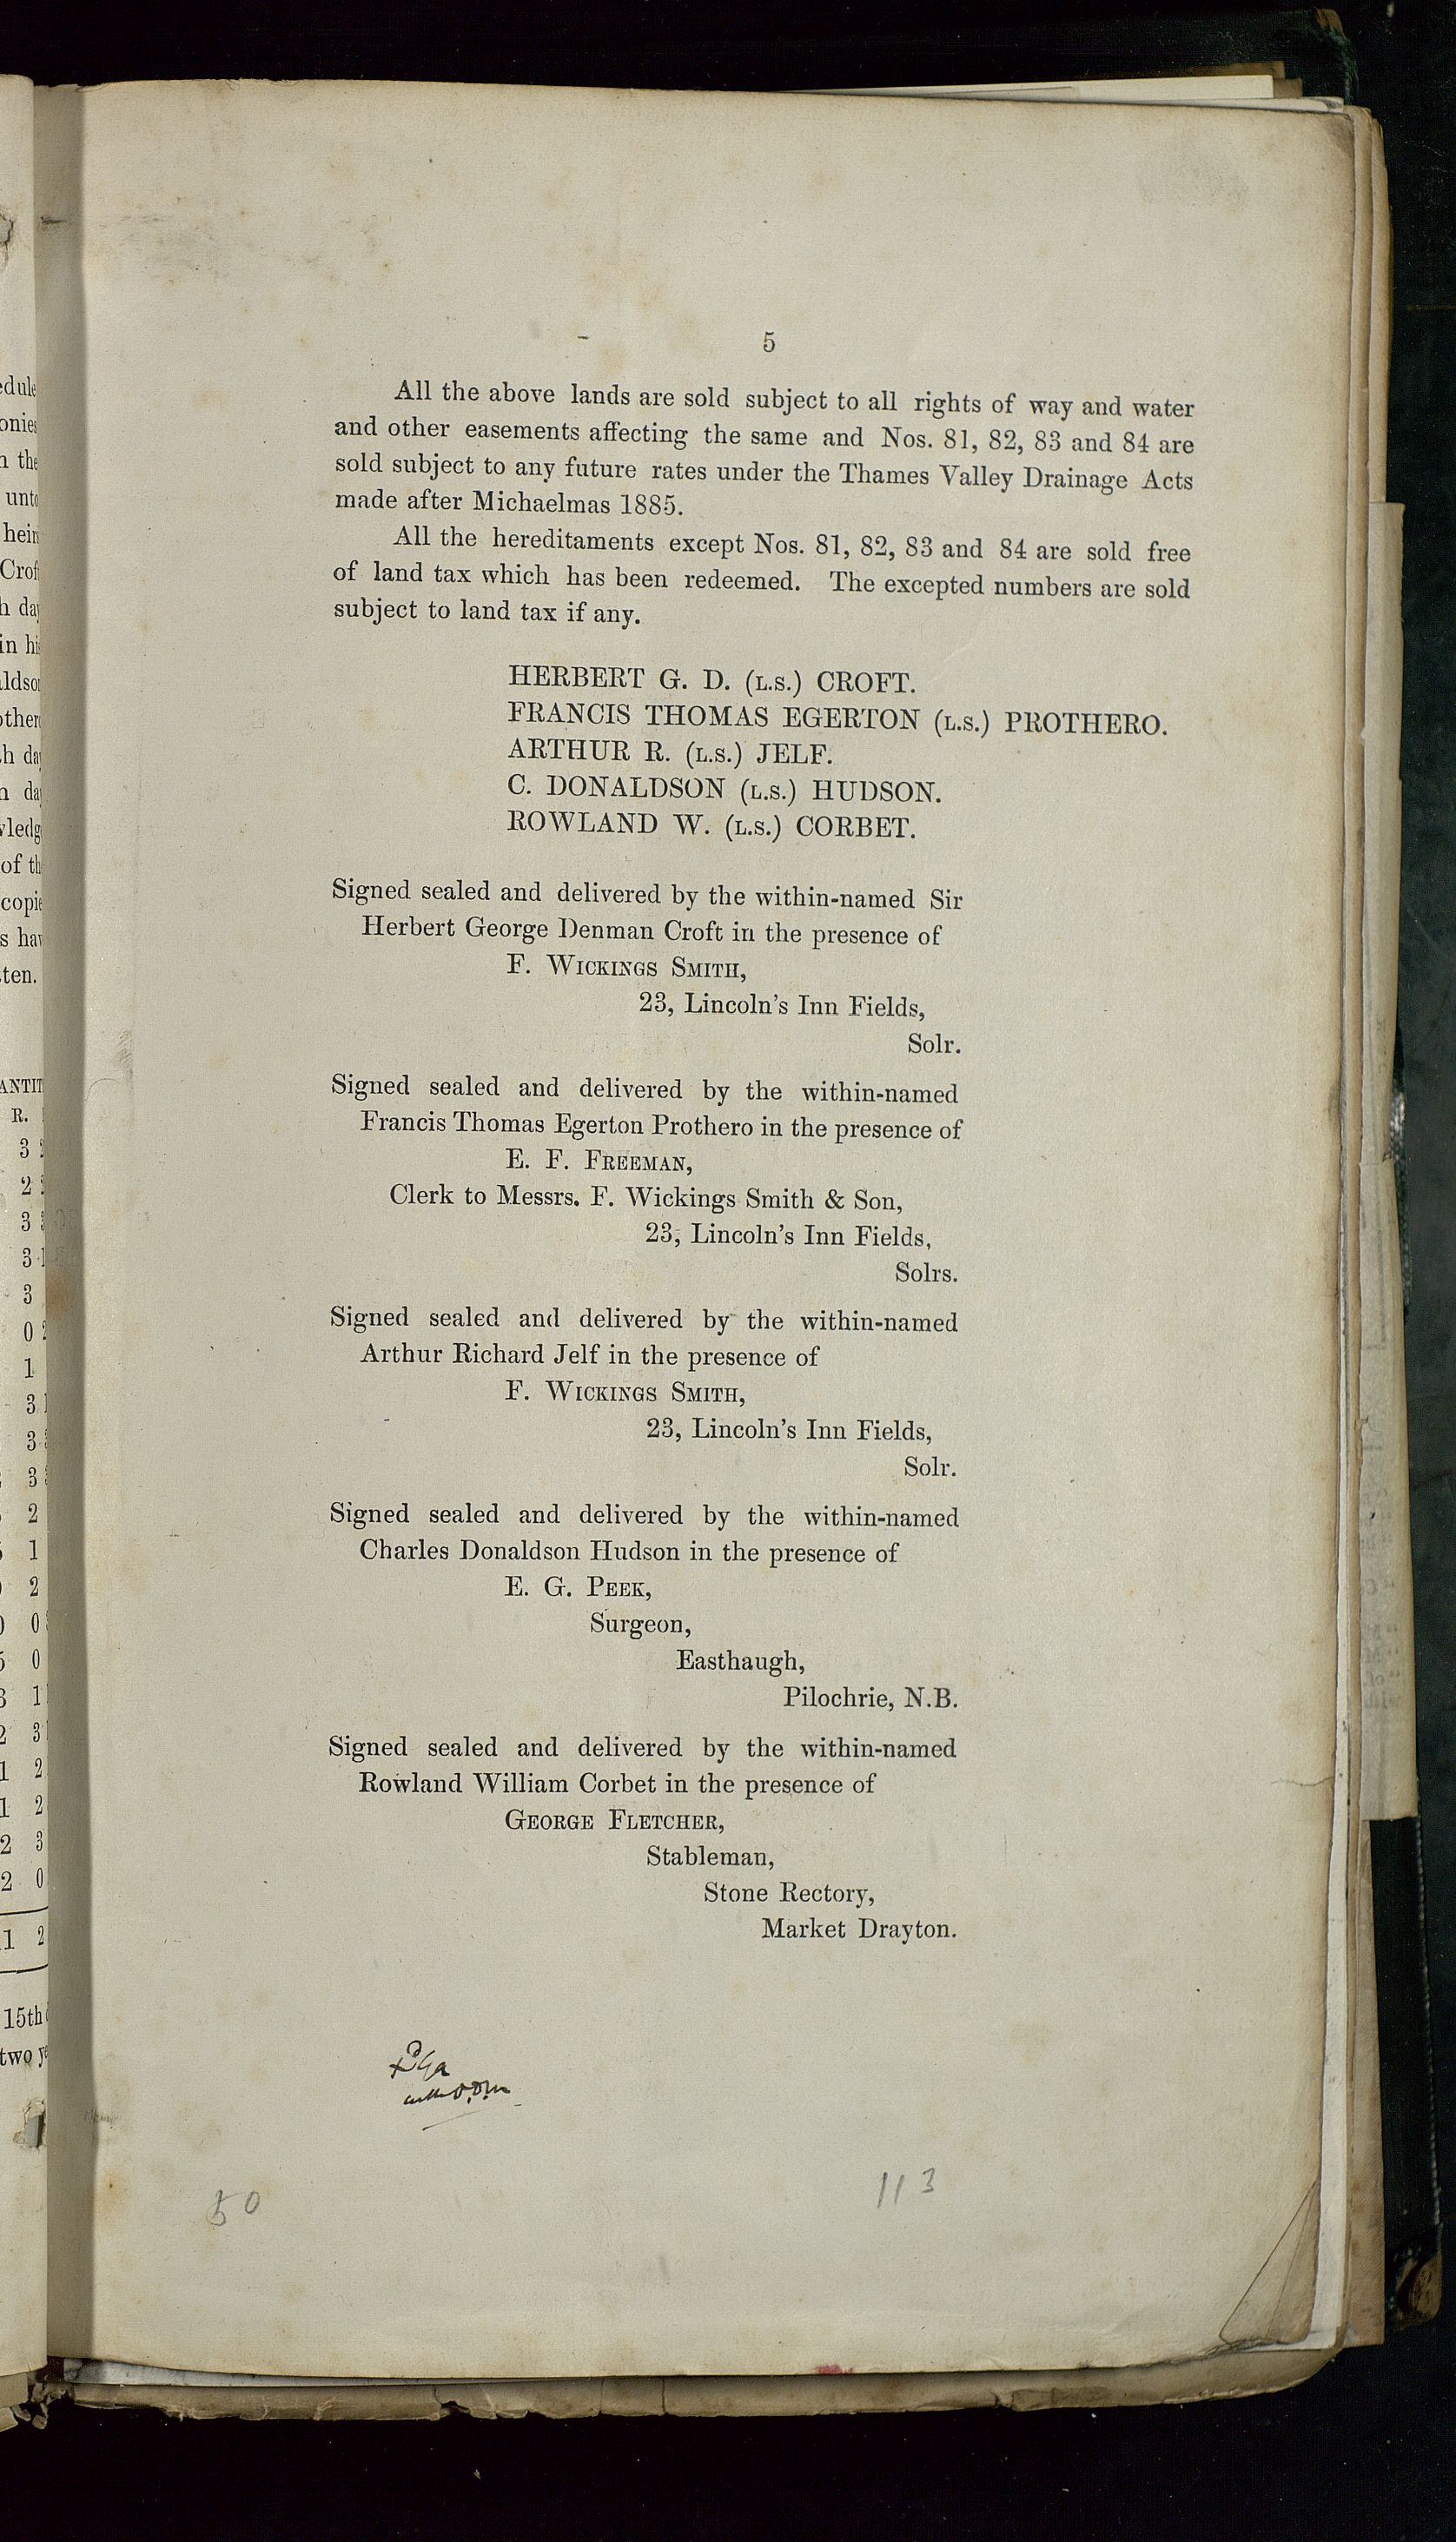 5
All the above lands are sold subject to all rights of way and water
and other easements affecting the same and Nos. 81, 82, 83 and 84 are
sold subject to any future rates under the Thames Valley Drainage Acts
made after Michaelmas 1885.
All the hereditaments except Nos. 81, 82, 83 and 84 are sold free
of land tax which has been redeemed. The excepted numbers are sold
subject to land tax if any.
HERBERT G. D. (L.S.) CROFT.
FRANCIS THOMAS EGERTON (L.S.) PROTHERO.
ARTHUR R. (L.S.) JELF.
C. DONALDSON (L.S.) HUDSON.
ROWLAND W. (L.S.) CORBET.
Signed sealed and delivered by the within-named Sir
Herbert George Denman Croft in the presence of
F. WICKINGS SMITH,
23, Lincoln's Inn Fields,
Solr.
Signed sealed and delivered by the within-named
Francis Thomas Egerton Prothero in the presence of
E. F. FREEMAN,
Clerk to Messrs. F. Wickings Smith & Son,
23, Lincoln's Inn Fields,
Solrs.
Signed sealed and delivered by the within-named
Arthur Richard Jelf in the presence of
F. WICKINGS SMITH,
23, Lincoln's Inn Fields,
Solr.
Signed sealed and delivered by the within-named
Charles Donaldson Hudson in the presence of
E. G. PEEK,
Surgeon,
Easthaugh,
Pilochrie, N.B.
Signed sealed and delivered by the within-named
Rowland William Corbet in the presence of
GEORGE FLETCHER,
Stableman,
Stone Rectory,
Market Drayton.
50
113